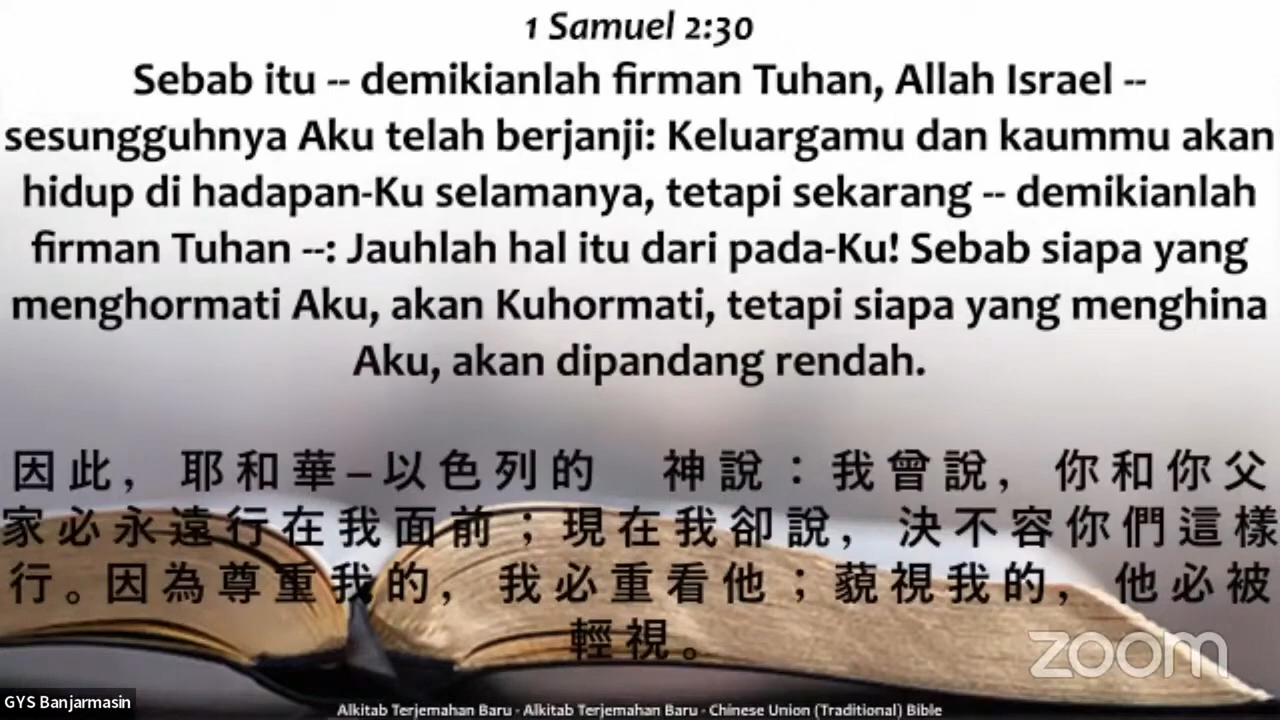 1 Samuel 2:30
Sebab itu -- demikianlah firman Tuhan, Allah Israel --
sesungguhnya Aku telah berjanji: Keluargamu dan kaummu akan
hidup di hadapan-Ku selamanya, tetapi sekarang -- demikianlah
firman Tuhan --: Jauhlah hal itu dari pada-Ku! Sebab siapa yang
menghormati Aku, akan Kuhormati, tetapi siapa yang menghina
Aku, akan dipandang rendah.
因此，耶和華─以色列的　神說：我曾說，你和你父
家必永遠行在我面前；現在我卻說，決不容你們這樣
行。因為尊重我的，我必重看他；藐視我的，他必被
輕視。
zoom
GYS Banjarmasin
Alkitab Terjemahan Baru - Alkitab Terjemahan Baru - Chinese Union (Traditional) Bible